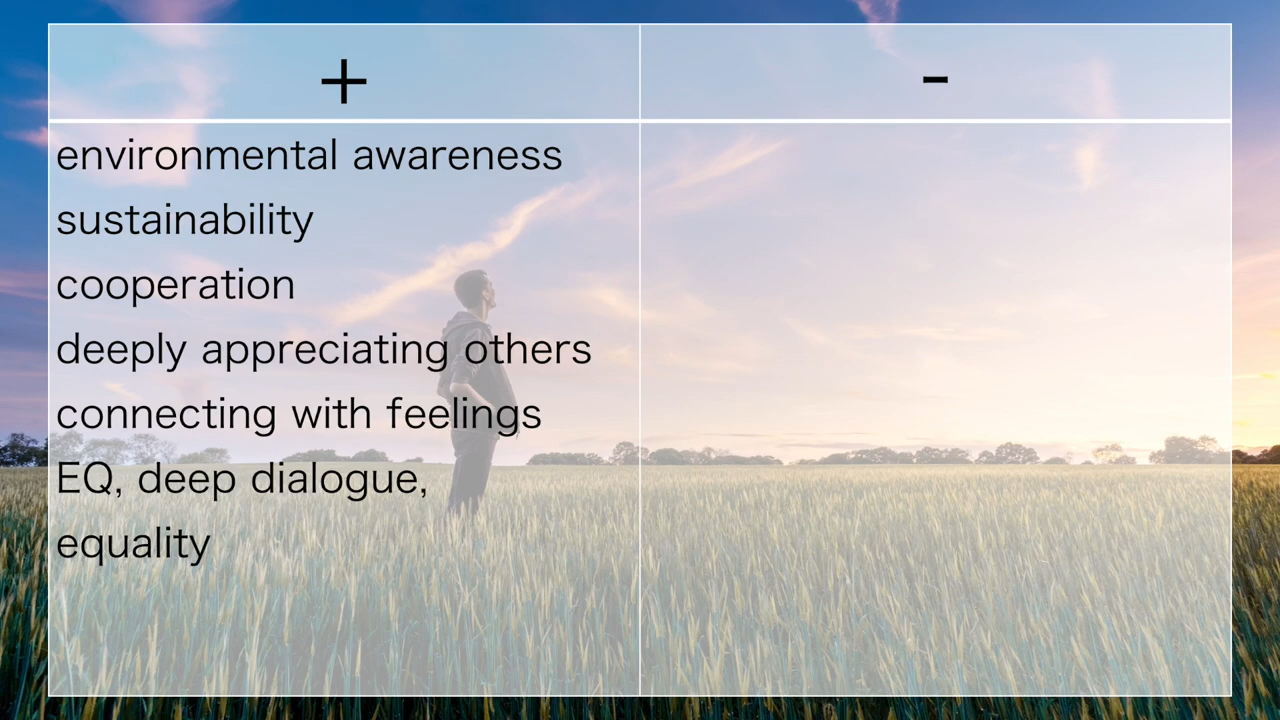 +
-
environmental awareness
sustainability
cooperation
deeply appreciating others
connecting with feelings
EQ, deep dialogue,
equality